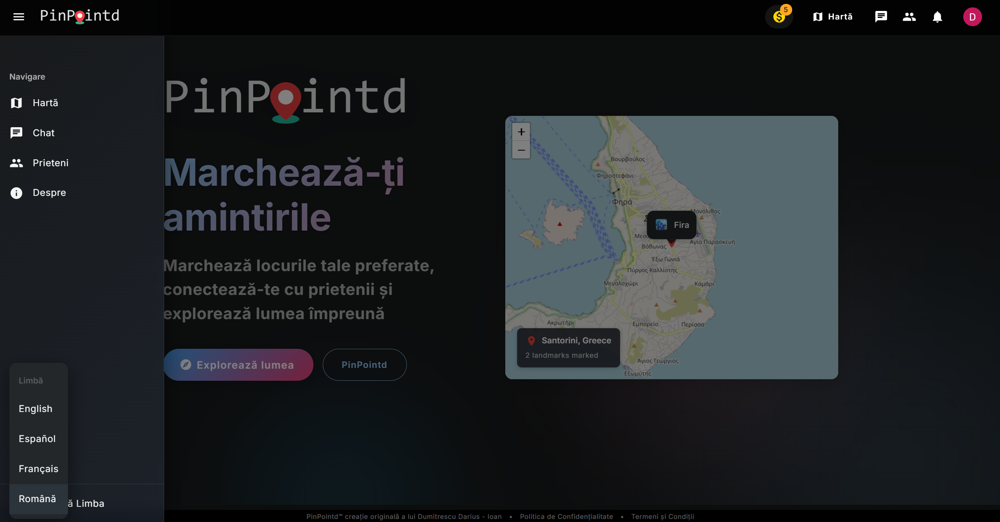 PinPointd
5
Hartă
D
Navigare
Hartă
Chat
Prieteni
Despre
PinPointd
Marchează-ți
amintirile
Marchează locurile tale preferate,
conectează-te cu prietenii și
explorează lumea împreună
Explorează lumea
PinPointd
+
−
Βουρβούλος
Φηροστεφάνι
Φηρά
Μονόλιθος
Fira
Αγία Παρασκευή
Βόθωνας
Έξω Γωνιά
Πύργος Καλλίστης
Μεγαλοχώρι
Καμάρι
Ακρωτήρι
Εμπορείο
Περίσσα
Santorini, Greece
2 landmarks marked
Άγιος Γεώργιος
Εξωμύτης
Limbă
English
Español
Français
Română
ă Limba
PinPointd™ creație originală a lui Dumitrescu Darius - Ioan • Politica de Confidențialitate • Termeni și Condiții